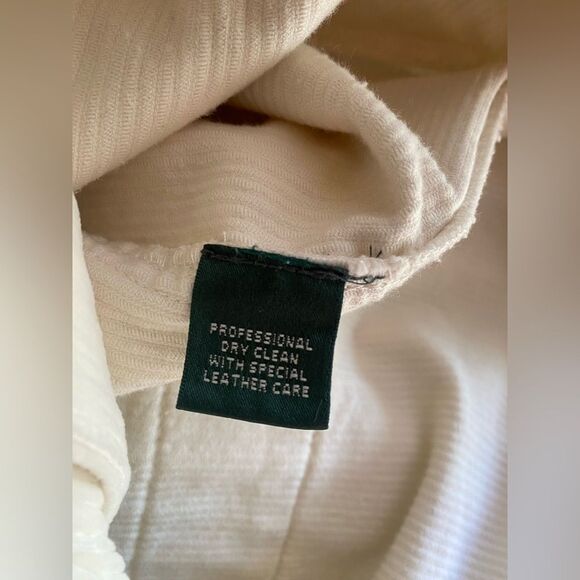 PROFESSIONAL
DRY CLEAN
WITH SPECIAL
LEATHER CARE